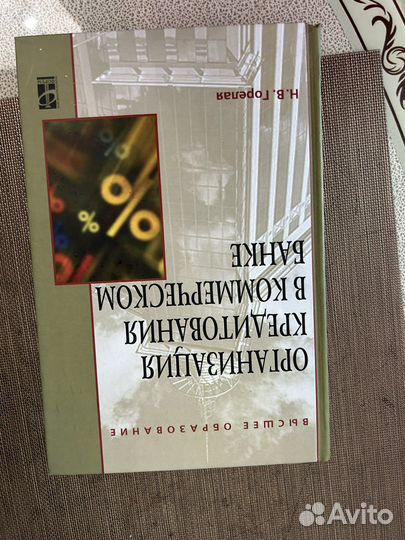 ВЫСШЕЕ ОБРАЗОВАНИЕ
ОРГАНИЗАЦИЯ
КРЕДИТОВАНИЯ
В КОММЕРЧЕСКОМ
БАНКЕ
Н.В. Горелая
Avito